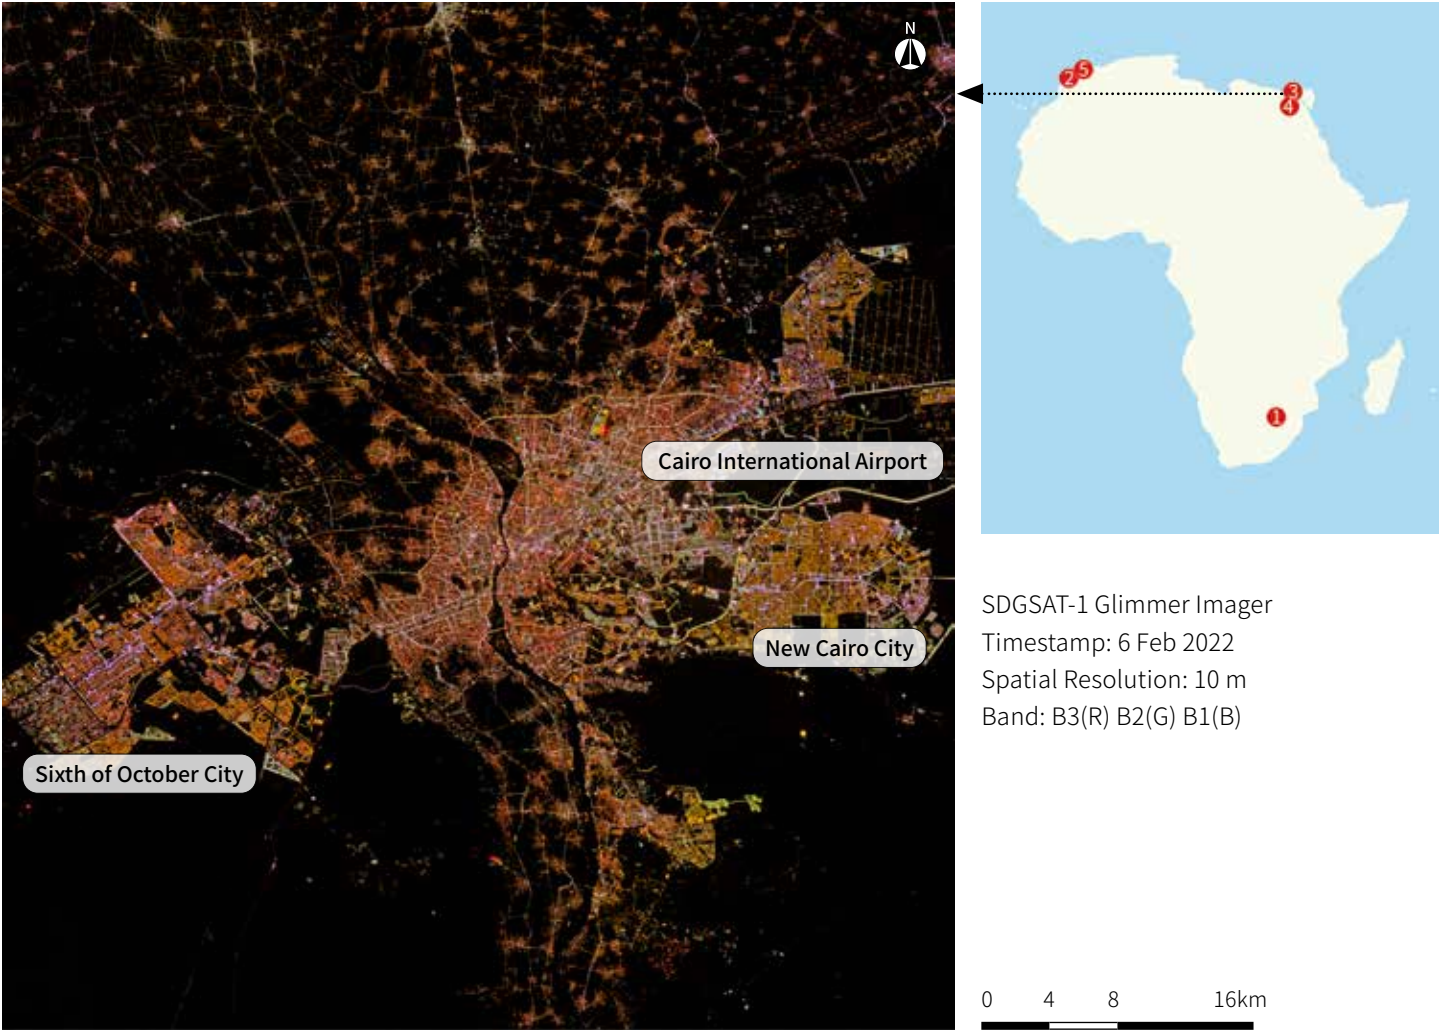 N
2
5
3
4
1
Cairo International Airport
New Cairo City
Sixth of October City
SDGSAT-1 Glimmer Imager
Timestamp: 6 Feb 2022
Spatial Resolution: 10 m
Band: B3(R) B2(G) B1(B)
0 4 8 16km